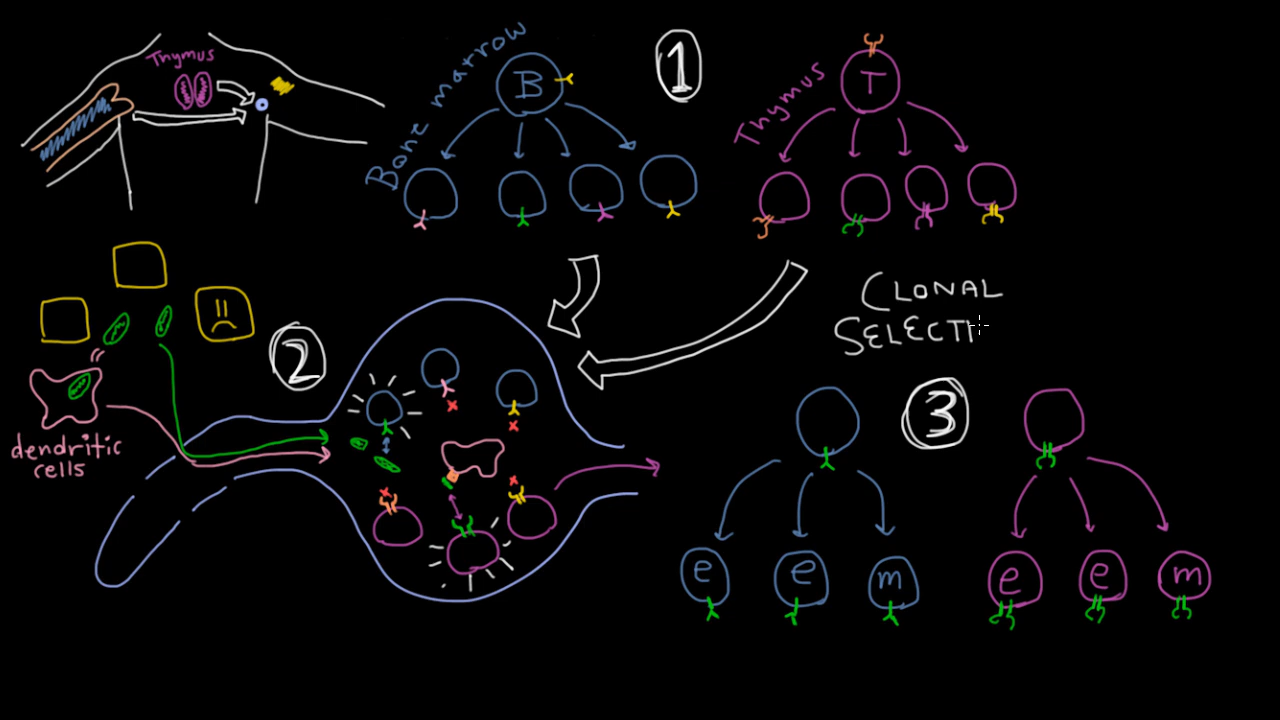 Thymus
Bone marrow
B
1
Thymus
T
CLONAL
SELECTI
2
dendritic
cells
3
e
e
m
e
e
m